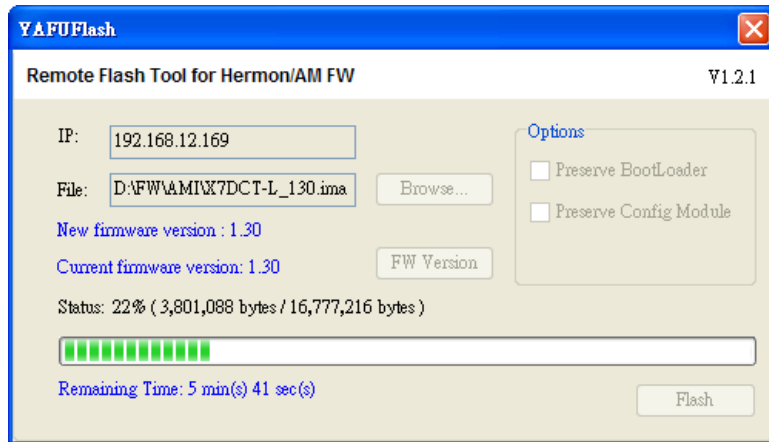 YAFUFlash
Remote Flash Tool for Hermon/AMI FW
V1.2.1
IP: 192.168.12.169
Options
Preserve BootLoader
File: D:\FW\AMI\X7DCT-L_130.ima
Browse...
Preserve Config Module
New firmware version : 1.30
Current firmware version: 1.30
FW Version
Status: 22% ( 3,801,088 bytes / 16,777,216 bytes )
Remaining Time: 5 min(s) 41 sec(s)
Flash